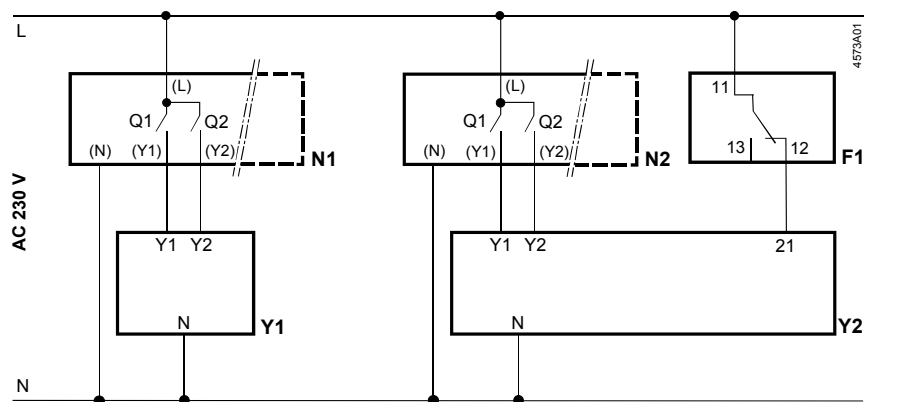 L
4573A01
(L)
(L)
11
Q1 Q2
Q1 Q2
(N) (Y1) (Y2) N1
(N) (Y1) (Y2) N2
13 12 F1
AC 230 V
Y1 Y2
Y1 Y2 21
N Y1
N Y2
N